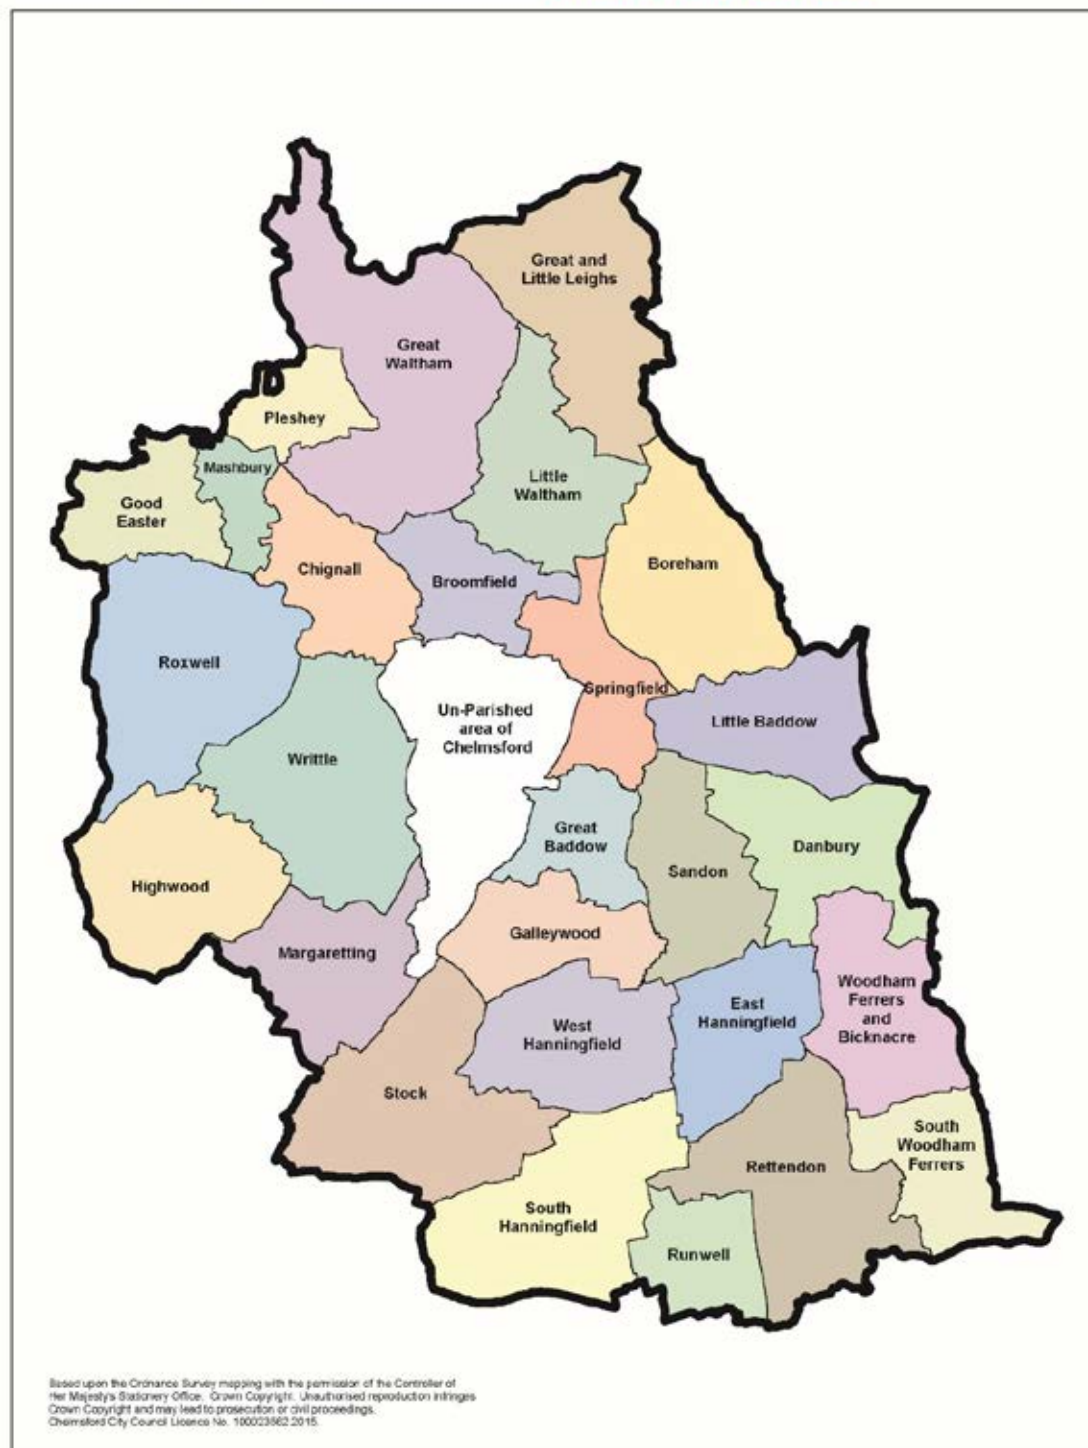 Great and
Little Leighs
Great
Waltham
Pleshey
Mashbury
Little
Waltham
Good
Easter
Boreham
Chignall
Broomfield
Roxwell
Springfield
Un-Parished
area of
Chelmsford
Little Baddow
Writtle
Great
Baddow
Danbury
Sandon
Highwood
Galleywood
Margaretting
Woodham
Ferrers
and
Bicknacre
East
Hanningfield
West
Hanningfield
Stock
South
Woodham
Ferrers
Rettendon
South
Hanningfield
Runwell
Based upon the Ordnance Survey mapping with the permission of the Controller of
Her Majesty's Stationery Office. Crown Copyright. Unauthorised reproduction infringes
Crown Copyright and may lead to prosecution or civil proceedings.
Chelmsford City Council Licence No. 100023562 2015.